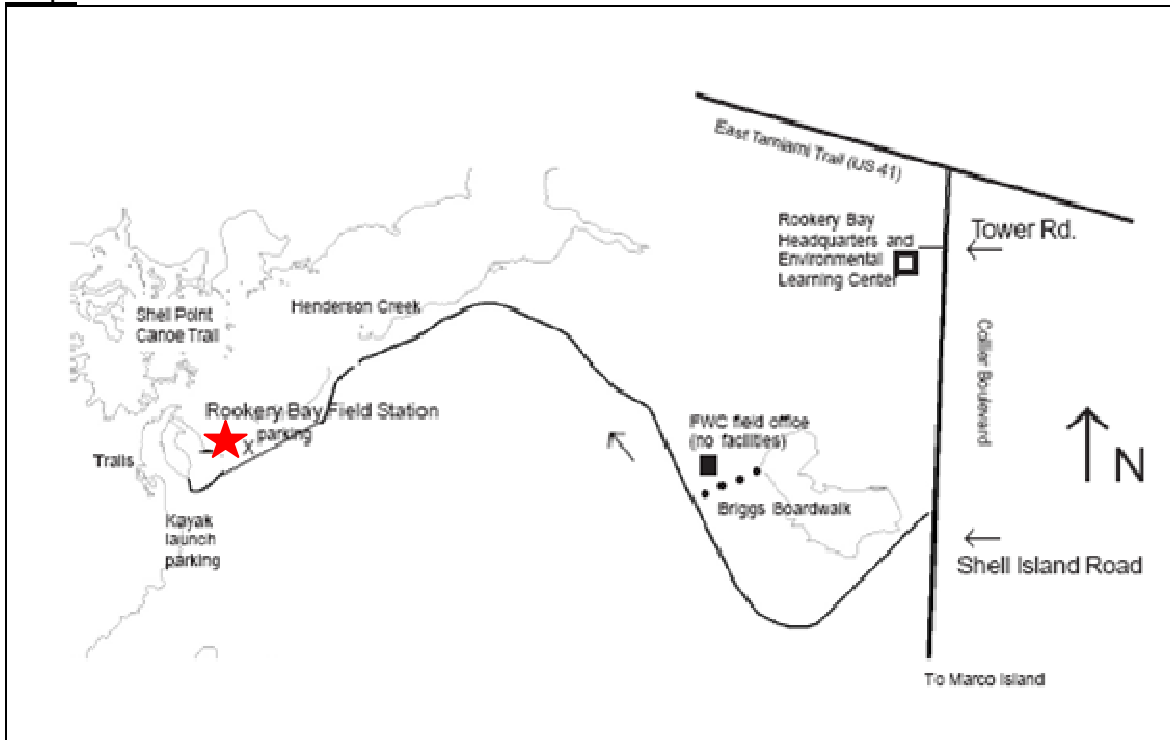 East Tamiami Trail (US-41)
Rookery Bay
Headquarters and
Environmental
Learning Center
Tower Rd.
Henderson Creek
Shell Point
Canoe Trail
Collier Boulevard
Rookery Bay Field Station
parking
X
FWC field office
(no facilities)
N
Trails
Briggs Boardwalk
Kayak
launch
parking
Shell Island Road
To Marco Island